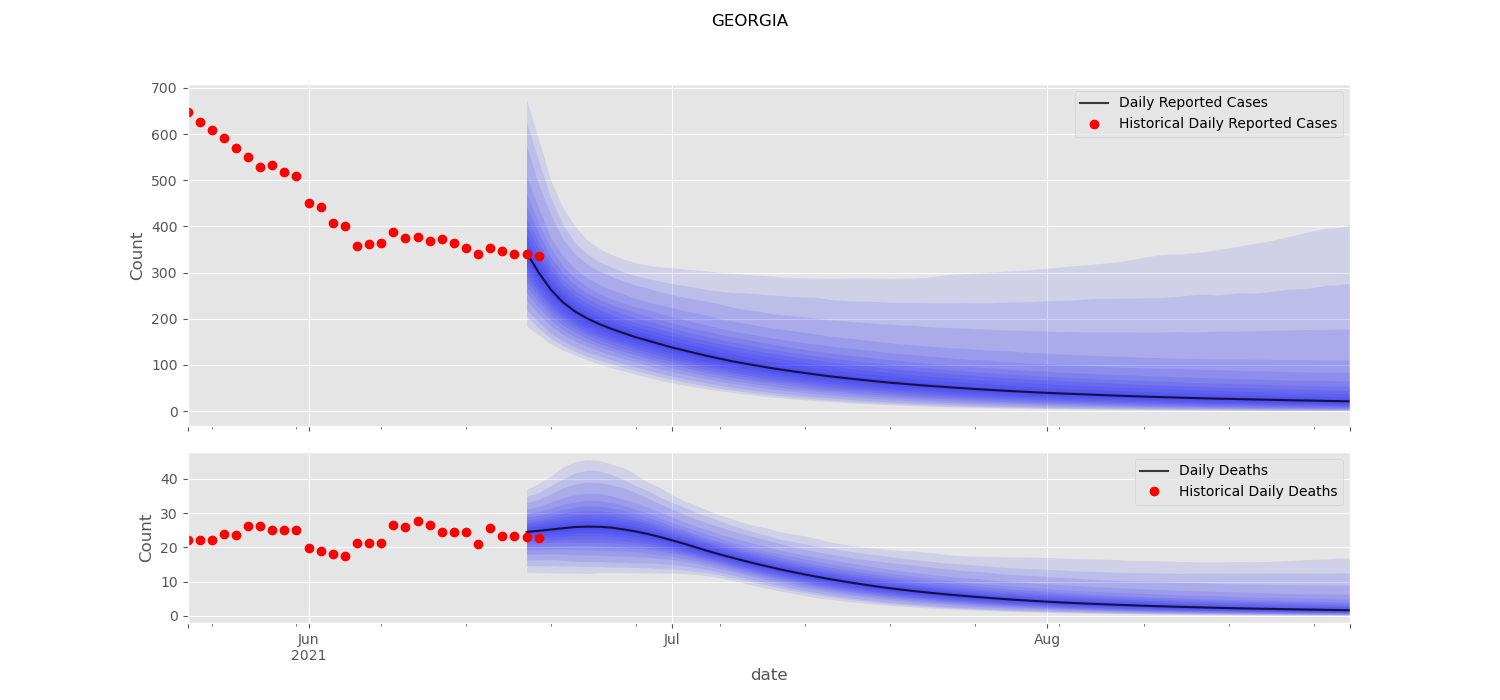 GEORGIA
700
600
500
400
300
200
100
0
Count
Daily Reported Cases
Historical Daily Reported Cases
40
30
20
10
0
Count
Daily Deaths
Historical Daily Deaths
Jun
2021
Jul
Aug
date